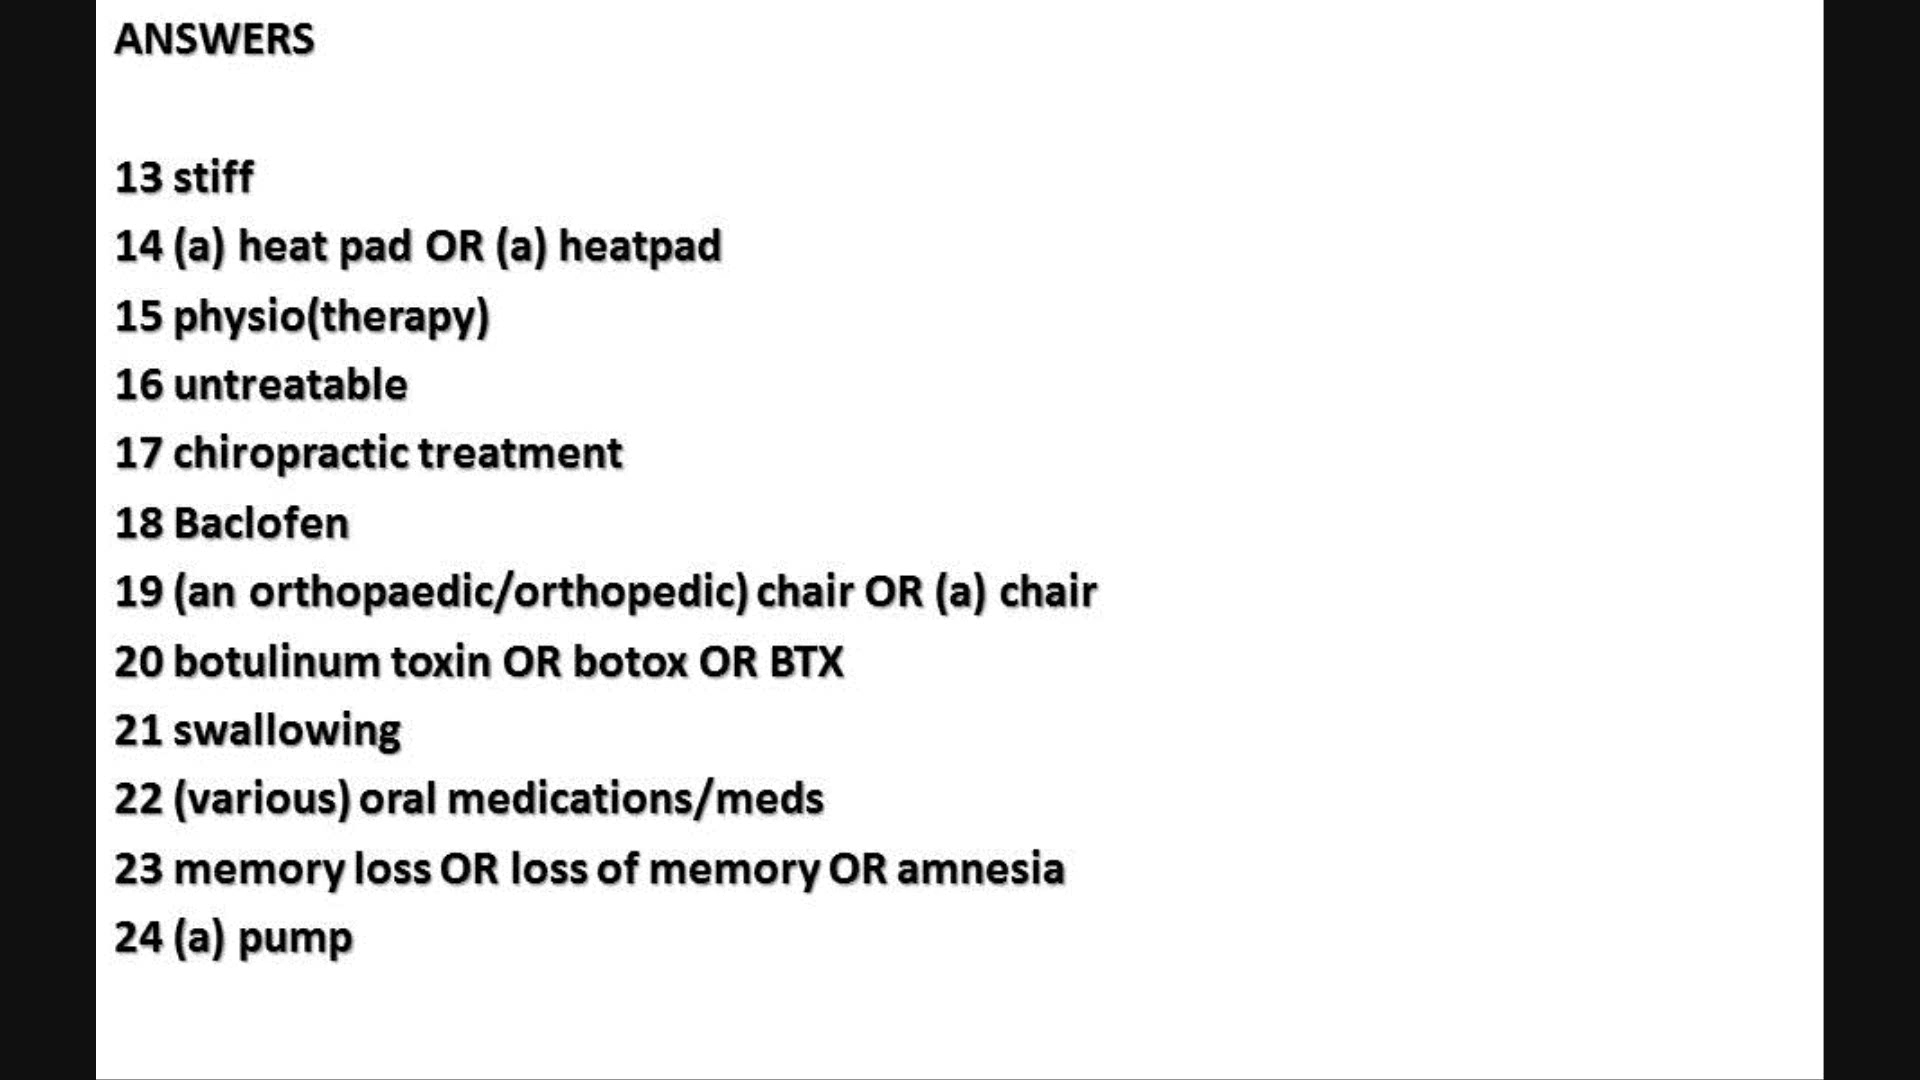 ANSWERS
13 stiff
14 (a) heat pad OR (a) heatpad
15 physio(therapy)
16 untreatable
17 chiropractic treatment
18 Baclofen
19 (an orthopaedic/orthopedic) chair OR (a) chair
20 botulinum toxin OR botox OR BTX
21 swallowing
22 (various) oral medications/meds
23 memory loss OR loss of memory OR amnesia
24 (a) pump